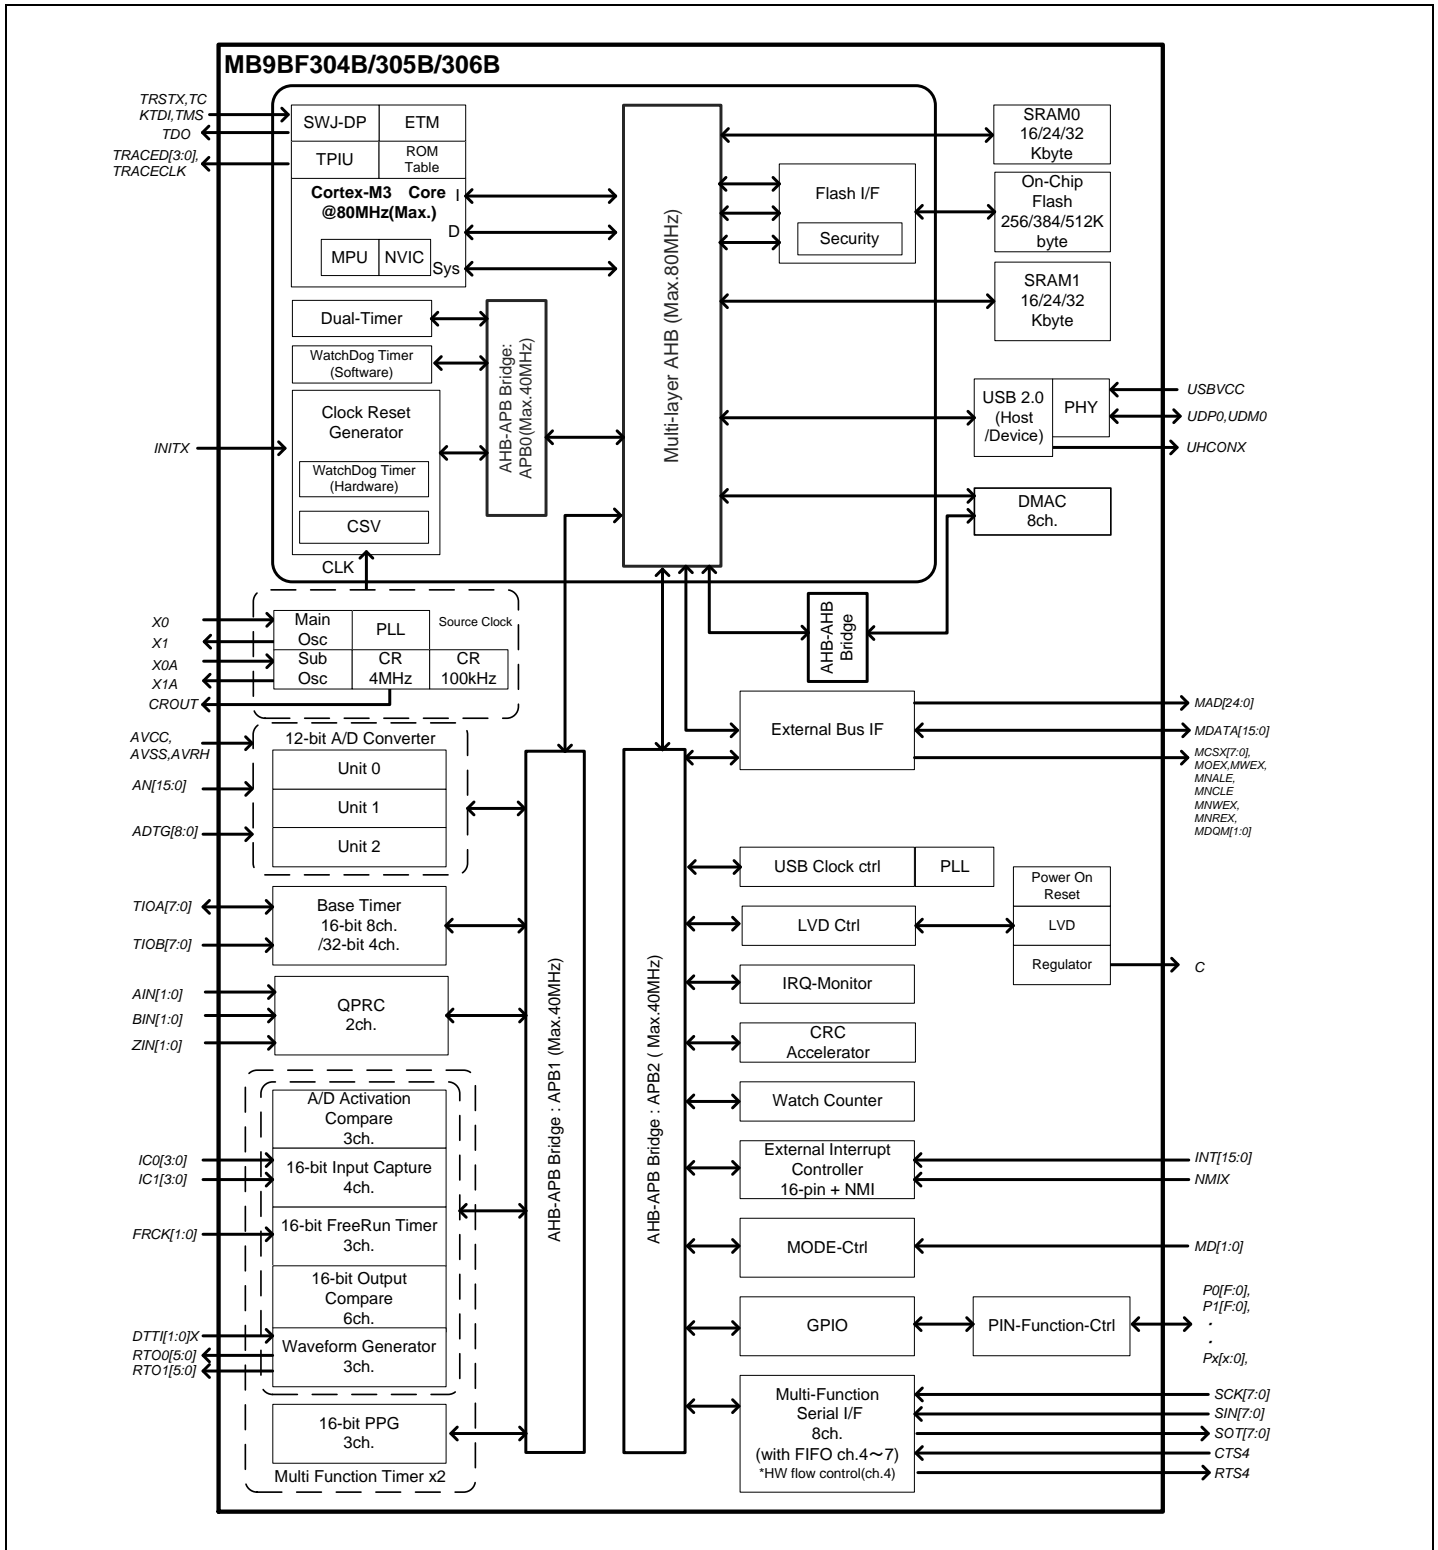 MB9BF304B/305B/306B
TRSTX,TC
KTDI,TMS
TDO
TRACED[3:0],
TRACECLK
SWJ-DP
ETM
TPIU
ROM
Table
Cortex-M3 Core
@80MHz(Max.)
I
D
Sys
MPU
NVIC
Dual-Timer
WatchDog Timer
(Software)
Clock Reset
Generator
WatchDog Timer
(Hardware)
CSV
CLK
INITX
AHB-APB Bridge:
APB0(Max.40MHz)
Multi-layer AHB (Max.80MHz)
Flash I/F
Security
SRAM0
16/24/32
Kbyte
On-Chip
Flash
256/384/512K
byte
SRAM1
16/24/32
Kbyte
USB 2.0
(Host
/Device)
PHY
USBVCC
UDP0,UDM0
UHCONX
DMAC
8ch.
AHB-AHB
Bridge
X0
X1
X0A
X1A
CROUT
Main
Osc
PLL
Source Clock
Sub
Osc
CR
4MHz
CR
100kHz
AVCC,
AVSS,AVRH
AN[15:0]
ADTG[8:0]
12-bit A/D Converter
Unit 0
Unit 1
Unit 2
TIOA[7:0]
TIOB[7:0]
Base Timer
16-bit 8ch.
/32-bit 4ch.
AIN[1:0]
BIN[1:0]
ZIN[1:0]
QPRC
2ch.
A/D Activation
Compare
3ch.
IC0[3:0]
IC1[3:0]
16-bit Input Capture
4ch.
FRCK[1:0]
16-bit FreeRun Timer
3ch.
16-bit Output
Compare
6ch.
DTTI[1:0]X
RTO0[5:0]
RTO1[5:0]
Waveform Generator
3ch.
16-bit PPG
3ch.
Multi Function Timer x2
AHB-APB Bridge : APB1 (Max.40MHz)
AHB-APB Bridge : APB2 ( Max.40MHz)
External Bus IF
MAD[24:0]
MDATA[15:0]
MCSX[7:0],
MOEX,MWEX,
MNALE,
MNCLE
MNWEX,
MNREX,
MDQM[1:0]
USB Clock ctrl
PLL
LVD Ctrl
Power On
Reset
LVD
Regulator
C
IRQ-Monitor
CRC
Accelerator
Watch Counter
External Interrupt
Controller
16-pin + NMI
INT[15:0]
NMIX
MODE-Ctrl
MD[1:0]
GPIO
PIN-Function-Ctrl
P0[F:0],
P1[F:0],
.
.
Px[x:0],
Multi-Function
Serial I/F
8ch.
(with FIFO ch.4~7)
*HW flow control(ch.4)
SCK[7:0]
SIN[7:0]
SOT[7:0]
CTS4
RTS4